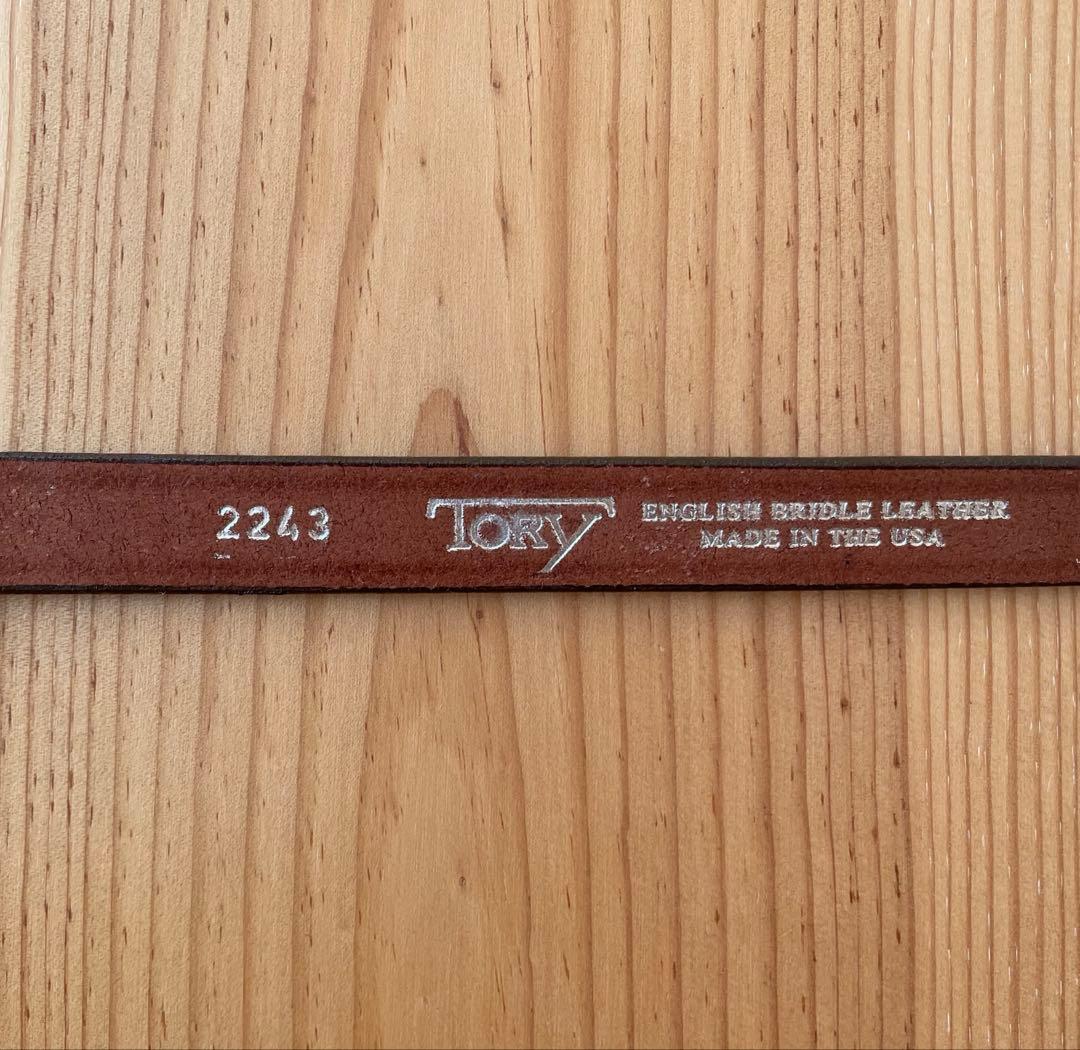 2243
TORY
ENGLISH BRIDLE LEATHER
MADE IN THE USA